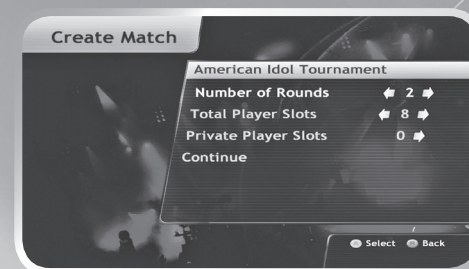 Create Match
American Idol Tournament
Number of Rounds 2
Total Player Slots 8
Private Player Slots 0
Continue
A Select B Back